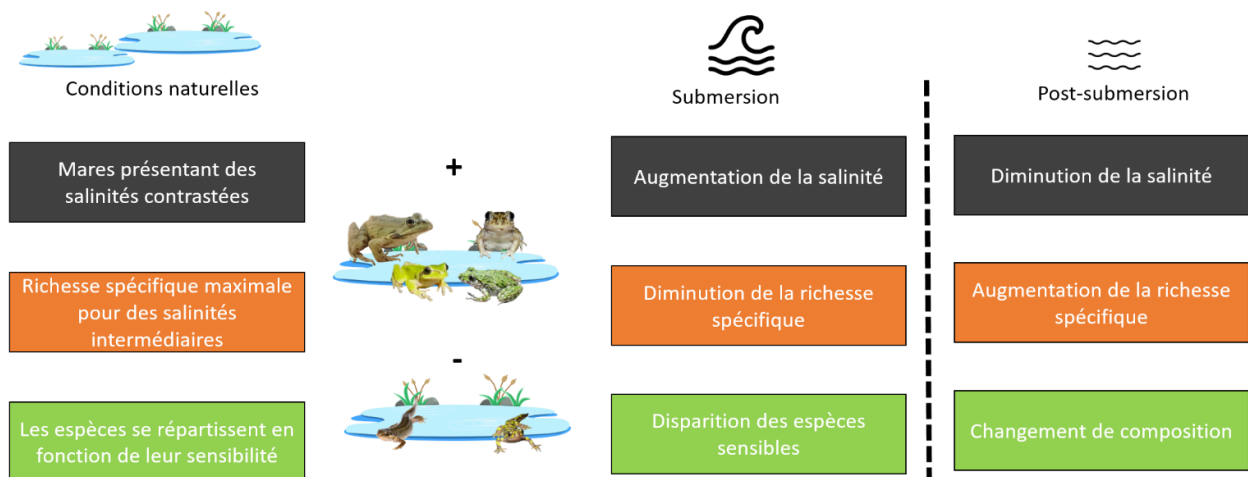 Conditions naturelles
Submersion
Post-submersion
Mares présentant des
salinités contrastées
+
Augmentation de la salinité
Diminution de la salinité
Richesse spécifique maximale
pour des salinités
intermédiaires
Diminution de la richesse
spécifique
Augmentation de la richesse
spécifique
-
Les espèces se répartissent en
fonction de leur sensibilité
Disparition des espèces
sensibles
Changement de composition